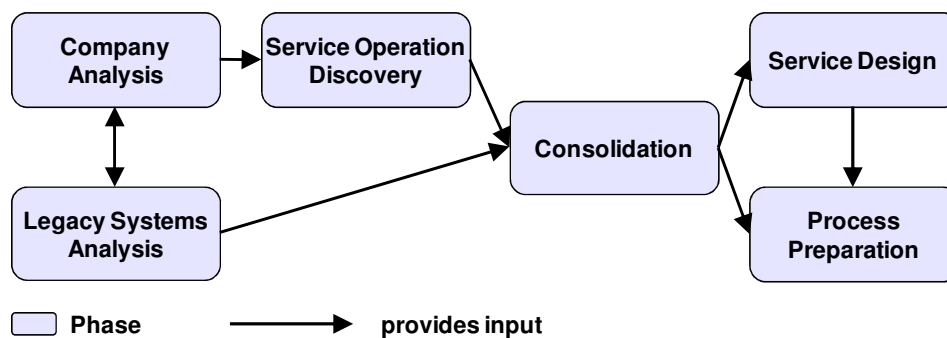 Company
Analysis
Service Operation
Discovery
Service Design
Consolidation
Legacy Systems
Analysis
Process
Preparation
Phase
provides input